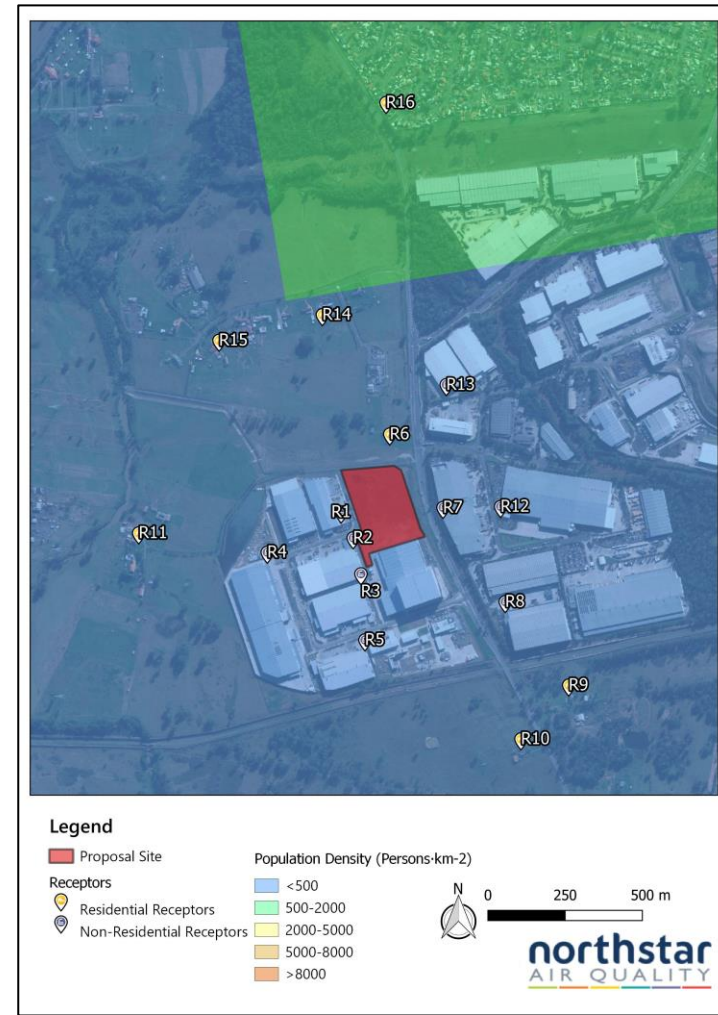 R16
R14
R15
R13
R6
R1
R7
R12
R2
R11
R4
R3
R8
R5
R9
R10
Legend
Proposal Site
Receptors
Residential Receptors
Non-Residential Receptors
Population Density (Persons·km-2)
<500
500-2000
2000-5000
5000-8000
>8000
N
0 250 500 m
northstar
AIR QUALITY